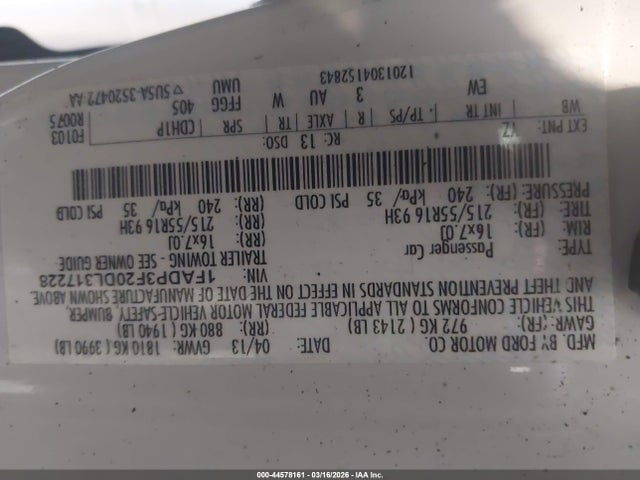 MFD. BY FORD MOTOR CO.
DATE: 04/13 GVWR: 1810 KG ( 3990 LB)
GAWR: (FR): 972 KG ( 2143 LB) (RR): 880 KG ( 1940 LB)
THIS VEHICLE CONFORMS TO ALL APPLICABLE FEDERAL MOTOR VEHICLE-SAFETY, BUMPER,
AND THEFT PREVENTION STANDARDS IN EFFECT ON THE DATE OF MANUFACTURE SHOWN ABOVE
VIN: 1FADP3F20DL317228
TYPE: Passenger Car TRAILER TOWING - SEE OWNER GUIDE
RIM: (FR): 16x7.0J (RR): 16x7.0J
TIRE: (FR): 215/55R16 93H (RR): 215/55R16 93H
PRESSURE: (FR): 240 kPa/ 35 PSI COLD (RR): 240 kPa/ 35 PSI COLD
EXT PNT: YZ RC: 13 DSO: F0103
WB INT TR TP/PS R AXLE TR SPR CDH1P R0075
EW 3 AU W FFGG 405
UMU ▽ SU5A-3520472 AA
1201304152843
000-44578161 - 03/16/2026 - IAA Inc.